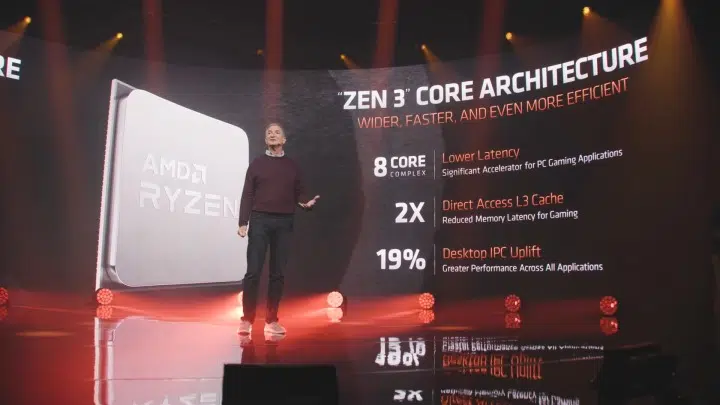 RE
"ZEN 3" CORE ARCHITECTURE
WIDER, FASTER, AND EVEN MORE EFFICIENT
AMD
RYZEN
8 CORE
COMPLEX
Lower Latency
Significant Accelerator for PC Gaming Applications
2X
Direct Access L3 Cache
Reduced Memory Latency for Gaming
19%
Desktop IPC Uplift
Greater Performance Across All Applications